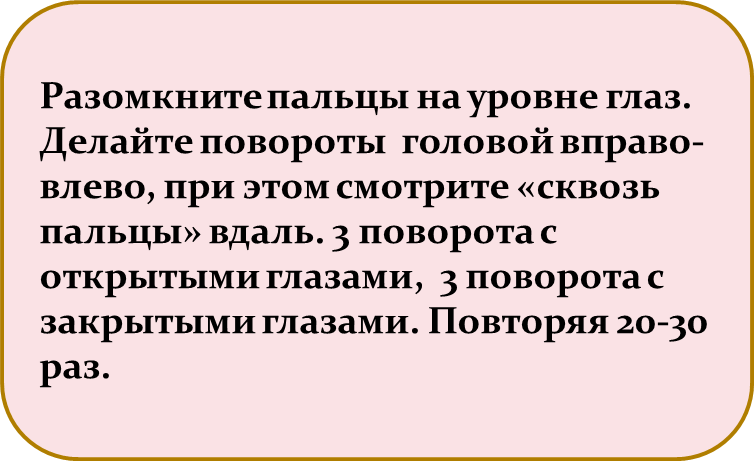 Разомкните пальцы на уровне глаз.
Делайте повороты головой вправо-
влево, при этом смотрите «сквозь
пальцы» вдаль. 3 поворота с
открытыми глазами, 3 поворота с
закрытыми глазами. Повторяя 20-30
раз.